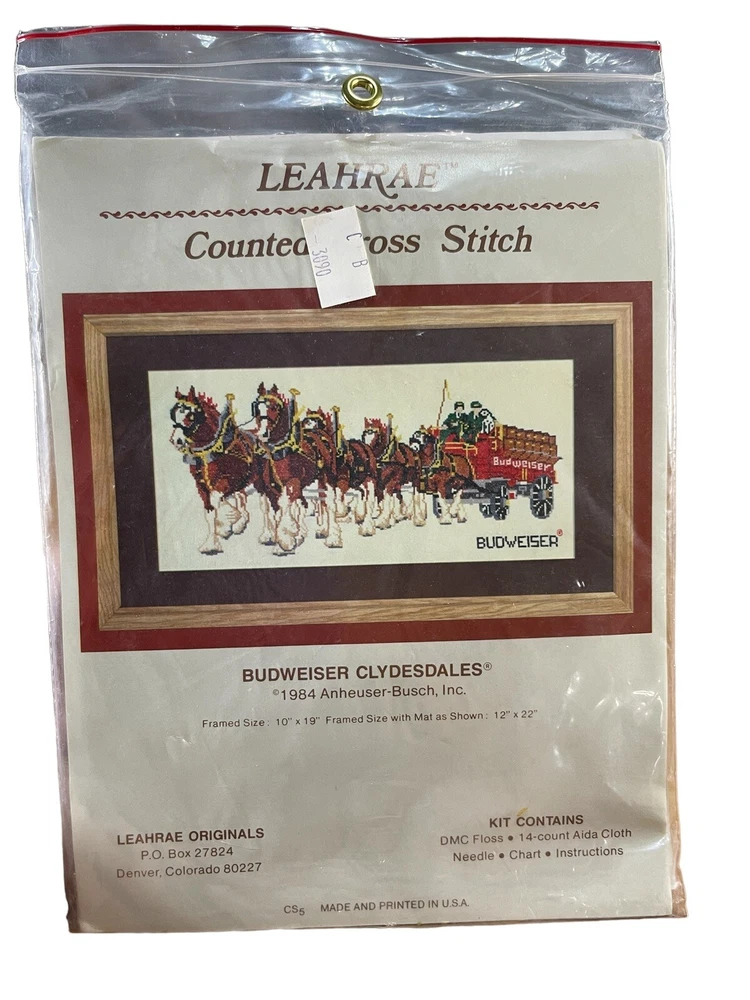 LEAHRAE™
Counted ross Stitch
C B
3090
Budweiser
BUDWEISER®
BUDWEISER CLYDESDALES®
©1984 Anheuser-Busch, Inc.
Framed Size: 10" x 19" Framed Size with Mat as Shown: 12" x 22"
LEAHRAE ORIGINALS
P.O. Box 27824
Denver, Colorado 80227
KIT CONTAINS
DMC Floss • 14-count Aida Cloth
Needle • Chart • Instructions
CS5 MADE AND PRINTED IN U.S.A.